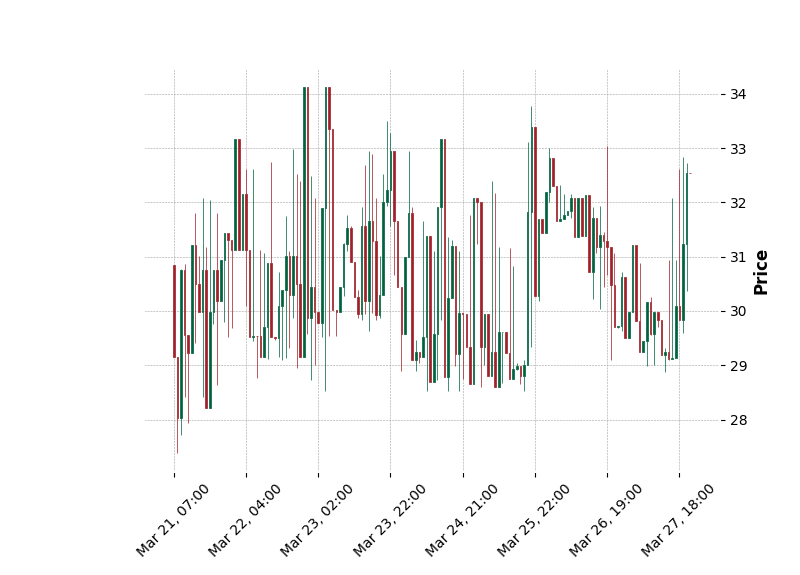 34
33
32
31
30
29
28
Price
Mar 21, 07:00
Mar 22, 04:00
Mar 23, 02:00
Mar 23, 22:00
Mar 24, 21:00
Mar 25, 22:00
Mar 26, 19:00
Mar 27, 18:00